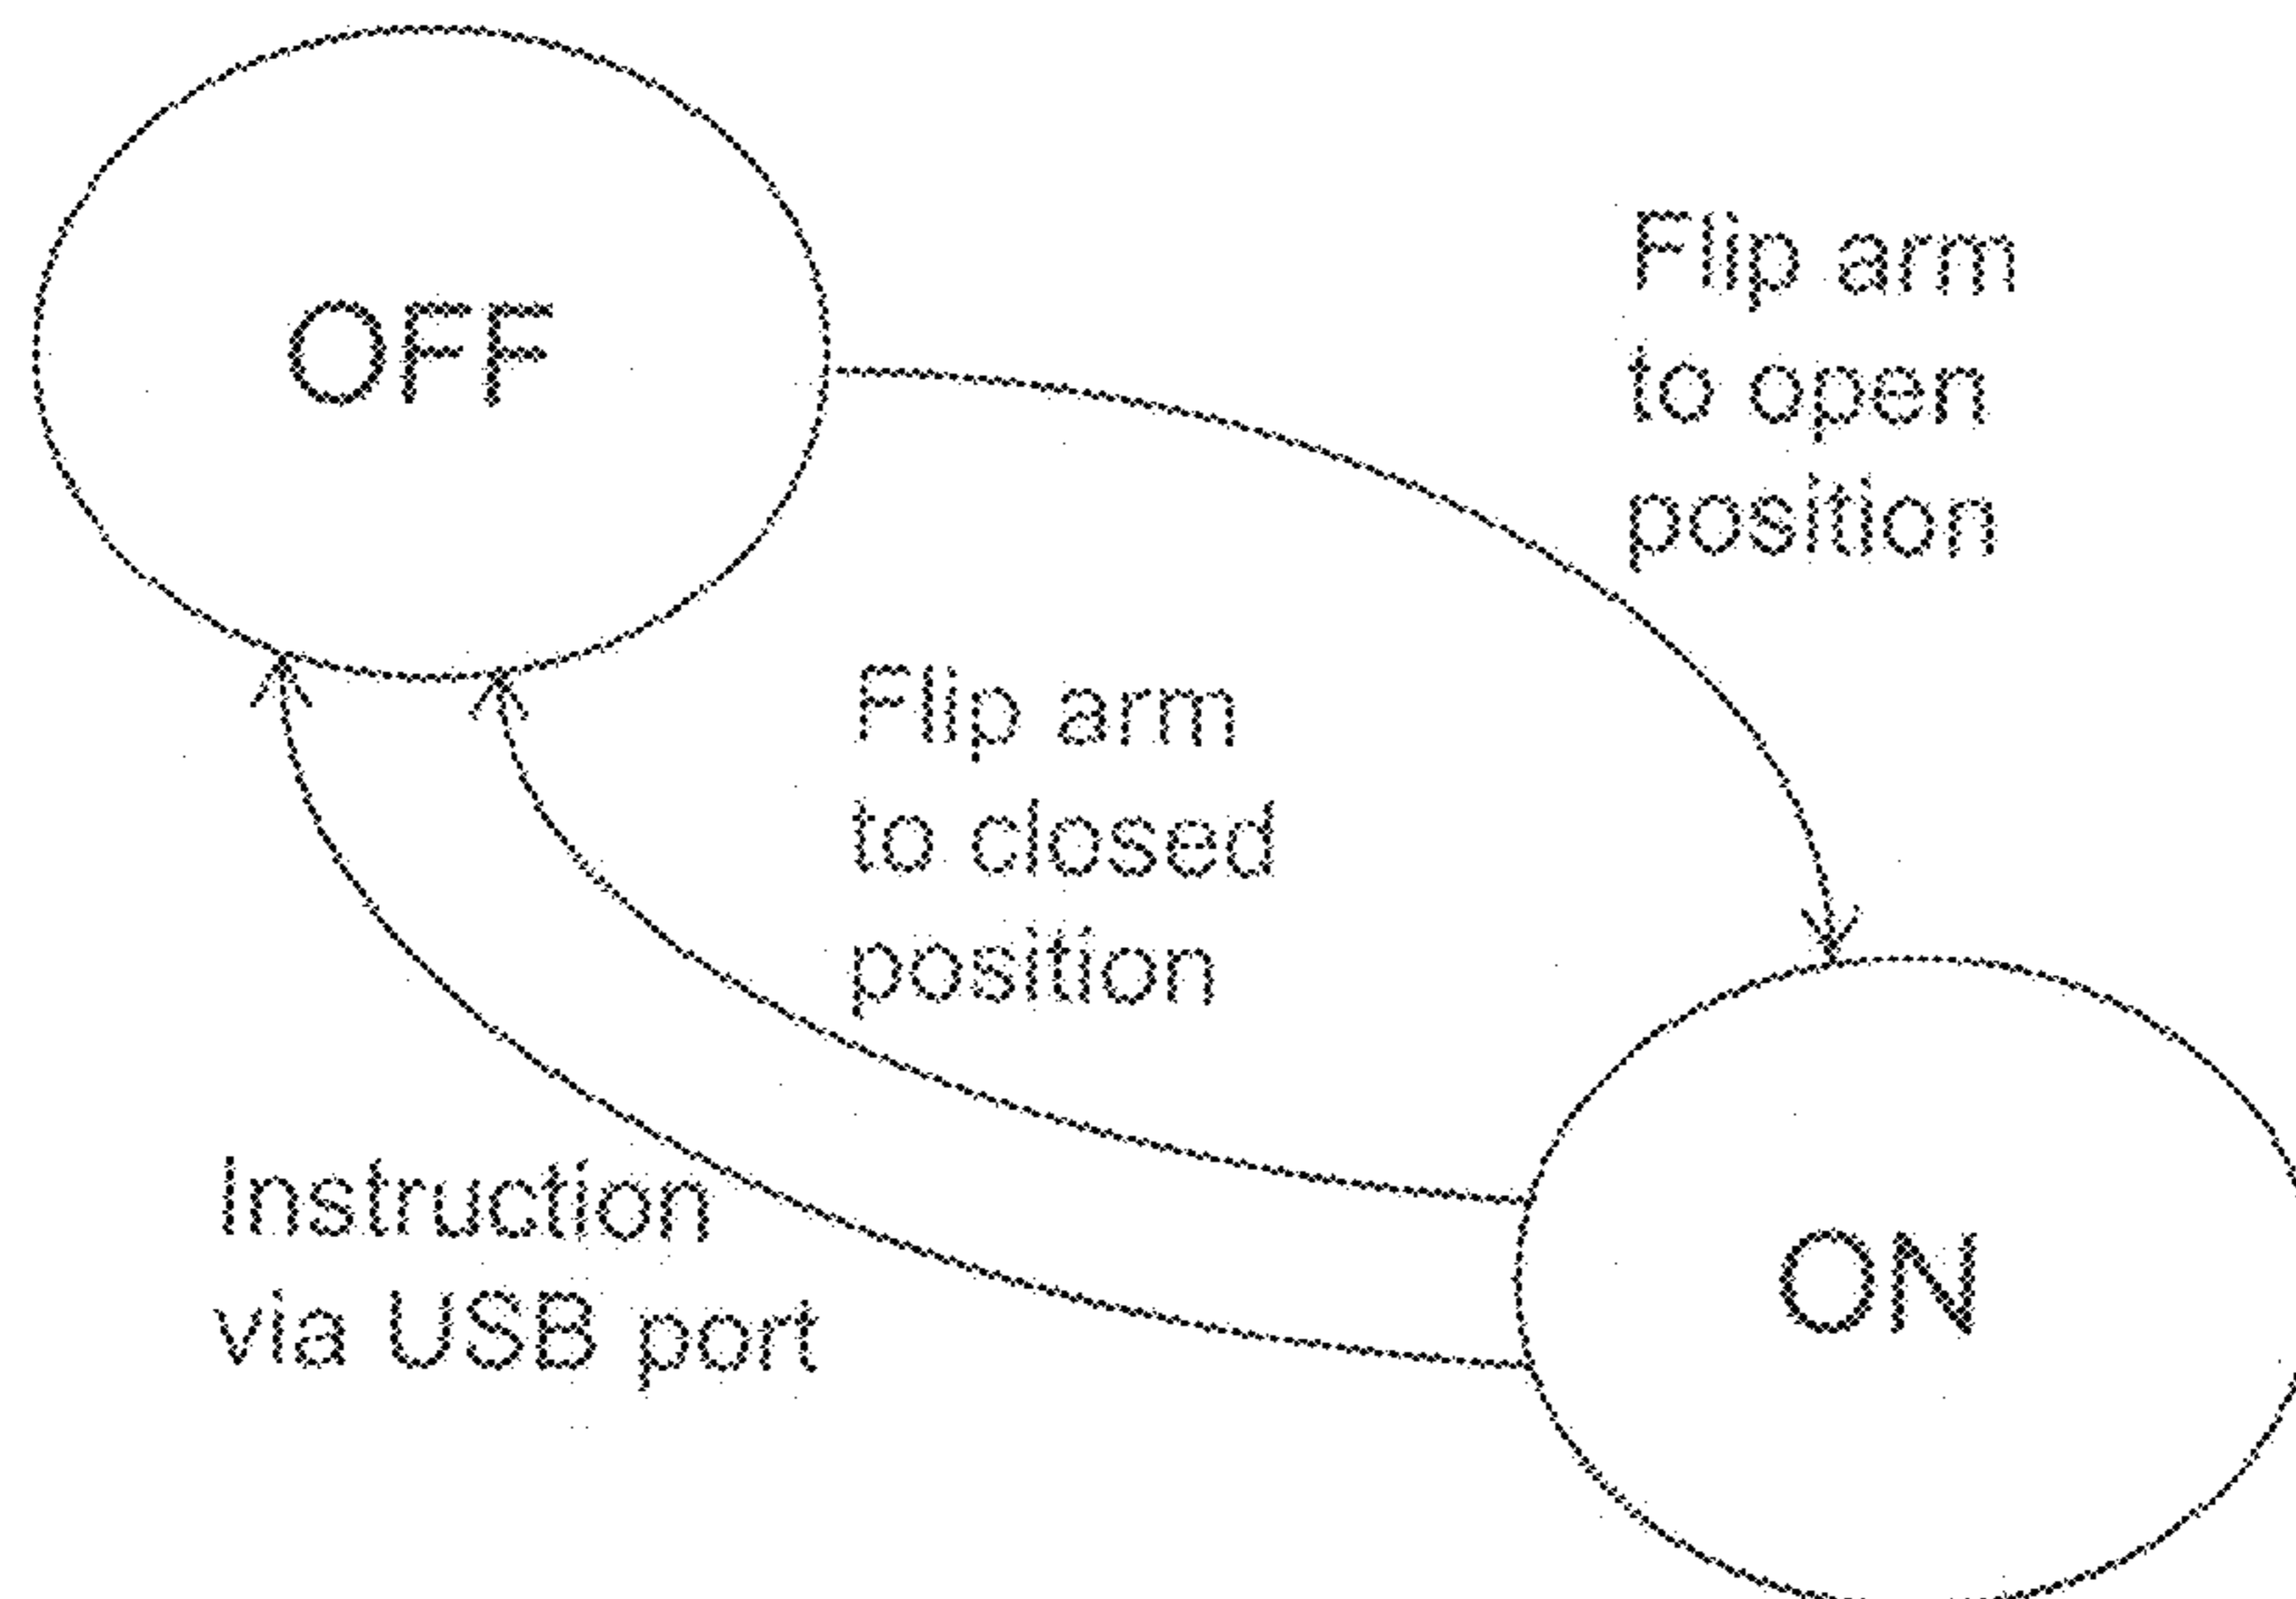 OFF
Flip arm
to open
position
Flip arm
to closed
position
Instruction
via USB port
ON